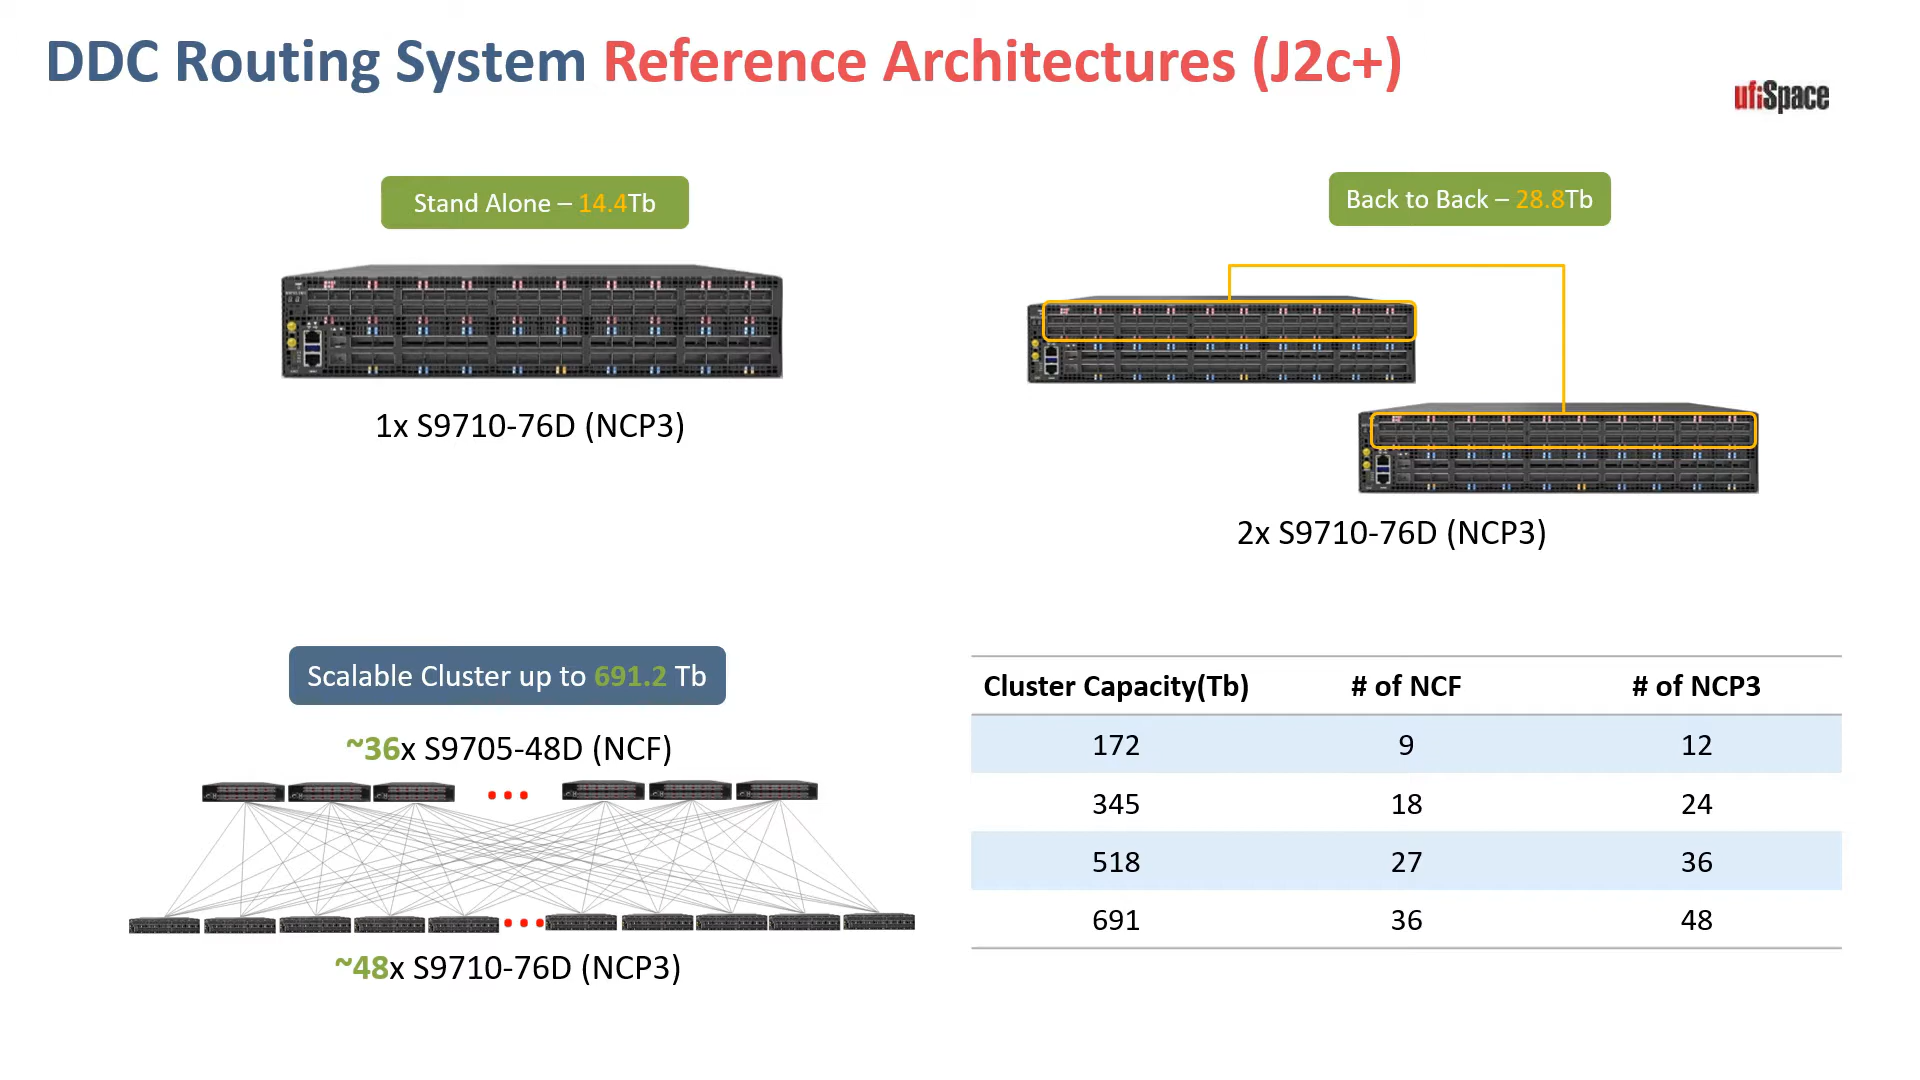 DDC Routing System Reference Architectures (J2c+)
ufiSpace
Stand Alone – 14.4Tb
1x S9710-76D (NCP3)
Back to Back – 28.8Tb
2x S9710-76D (NCP3)
Scalable Cluster up to 691.2 Tb
~36x S9705-48D (NCF)
~48x S9710-76D (NCP3)
Cluster Capacity(Tb) # of NCF # of NCP3
172 9 12
345 18 24
518 27 36
691 36 48